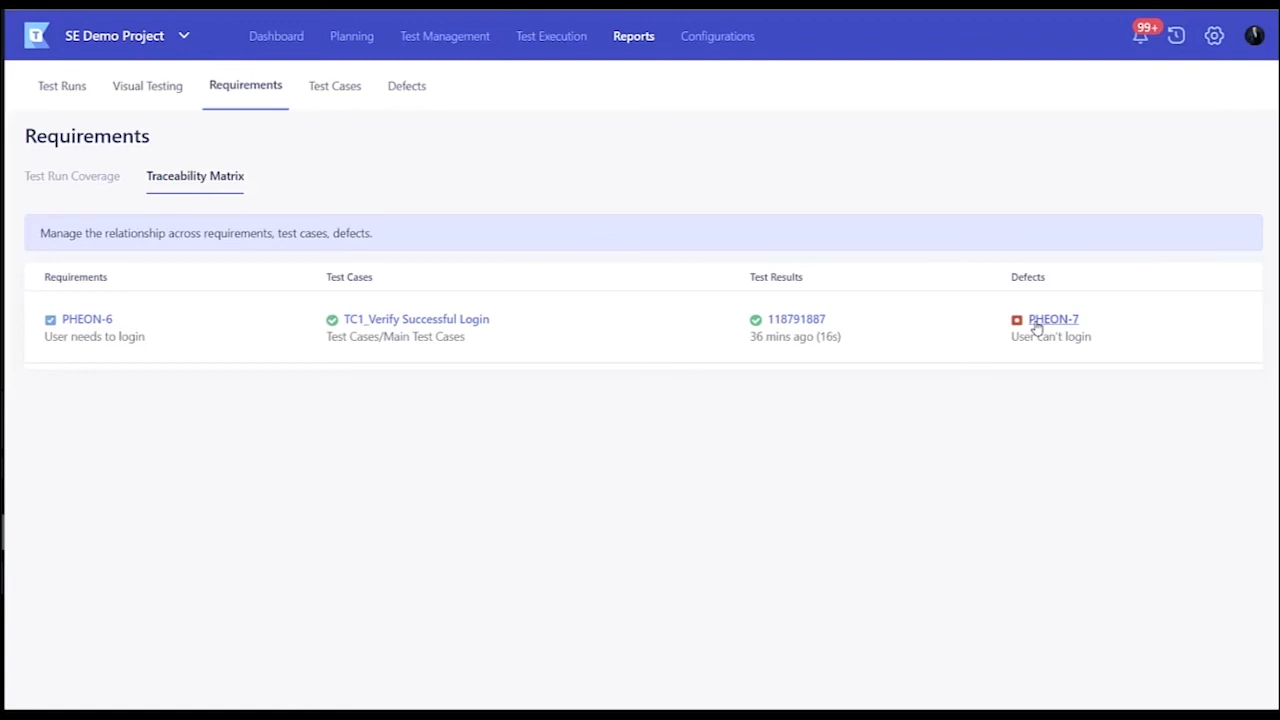 T SE Demo Project Dashboard Planning Test Management Test Execution Reports Configurations 99+
Test Runs Visual Testing Requirements Test Cases Defects
Requirements
Test Run Coverage Traceability Matrix
Manage the relationship across requirements, test cases, defects.
Requirements Test Cases Test Results Defects
PHEON-6 TC1_Verify Successful Login 118791887 PHEON-7
User needs to login Test Cases/Main Test Cases 36 mins ago (16s) User can't login